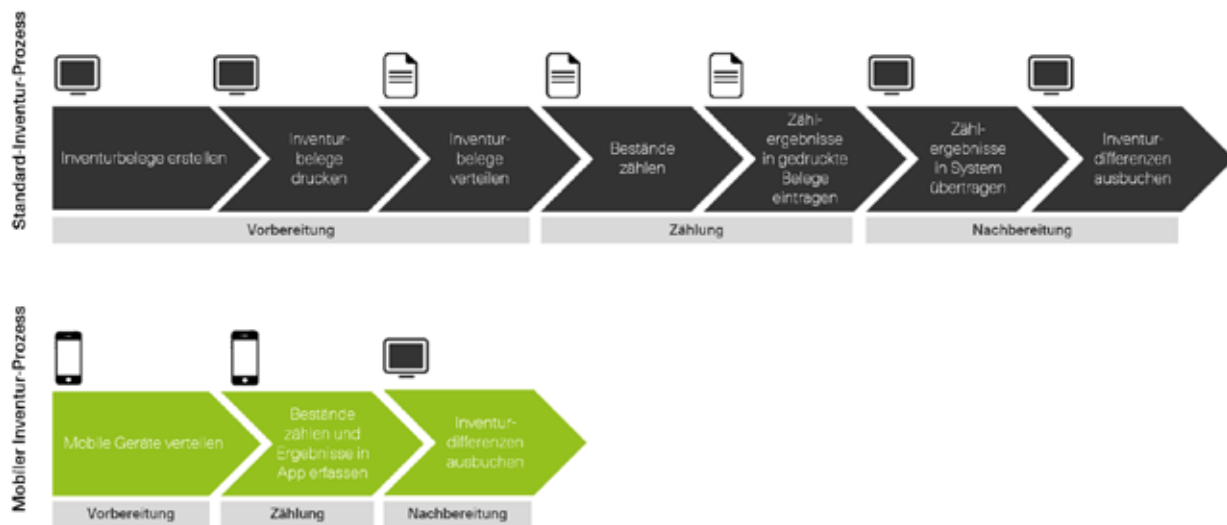 Standard-Inventur-Prozess
Inventurbelege erstellen
Inventur-
belege
drucken
Inventur-
belege
verteilen
Bestände
zählen
Zähl-
ergebnisse
in gedruckte
Belege
eintragen
Zähl-
ergebnisse
in System
übertragen
Inventur-
differenzen
ausbuchen
Vorbereitung
Zählung
Nachbereitung
Mobiler Inventur-Prozess
Mobile Geräte verteilen
Bestände
zählen und
Ergebnisse in
App erfassen
Inventur-
differenzen
ausbuchen
Vorbereitung
Zählung
Nachbereitung